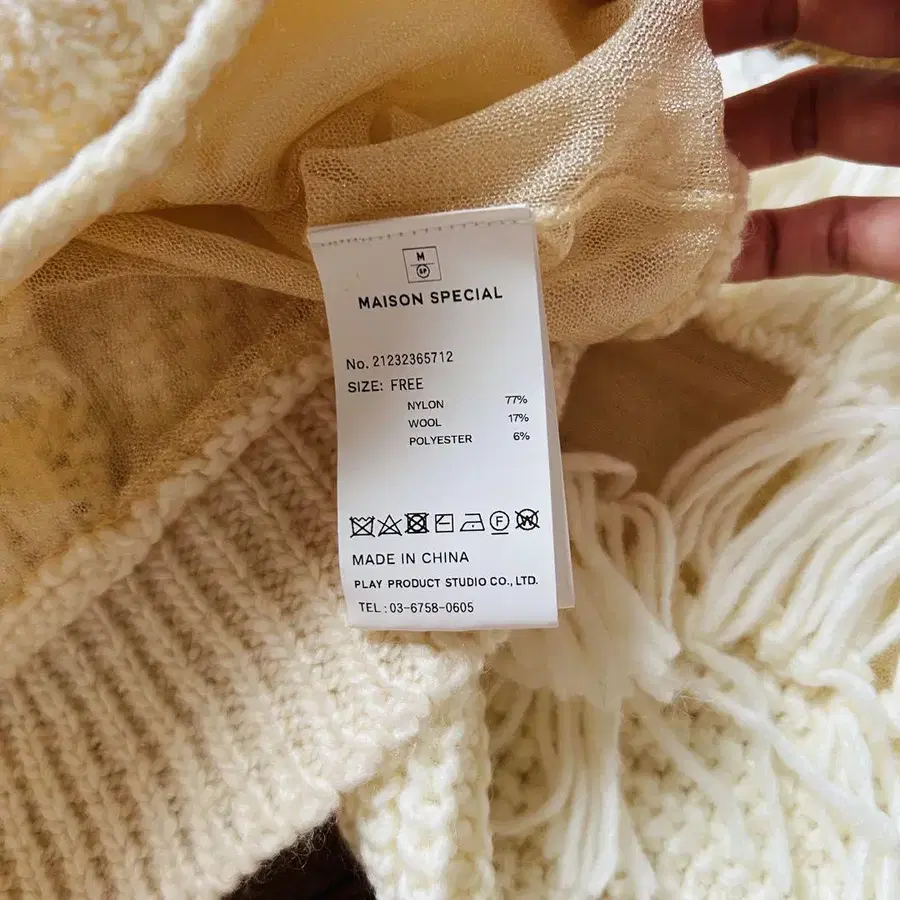 M
SP
MAISON SPECIAL
No. 21232365712
SIZE: FREE
NYLON 77%
WOOL 17%
POLYESTER 6%
F W
MADE IN CHINA
PLAY PRODUCT STUDIO CO., LTD.
TEL : 03-6758-0605